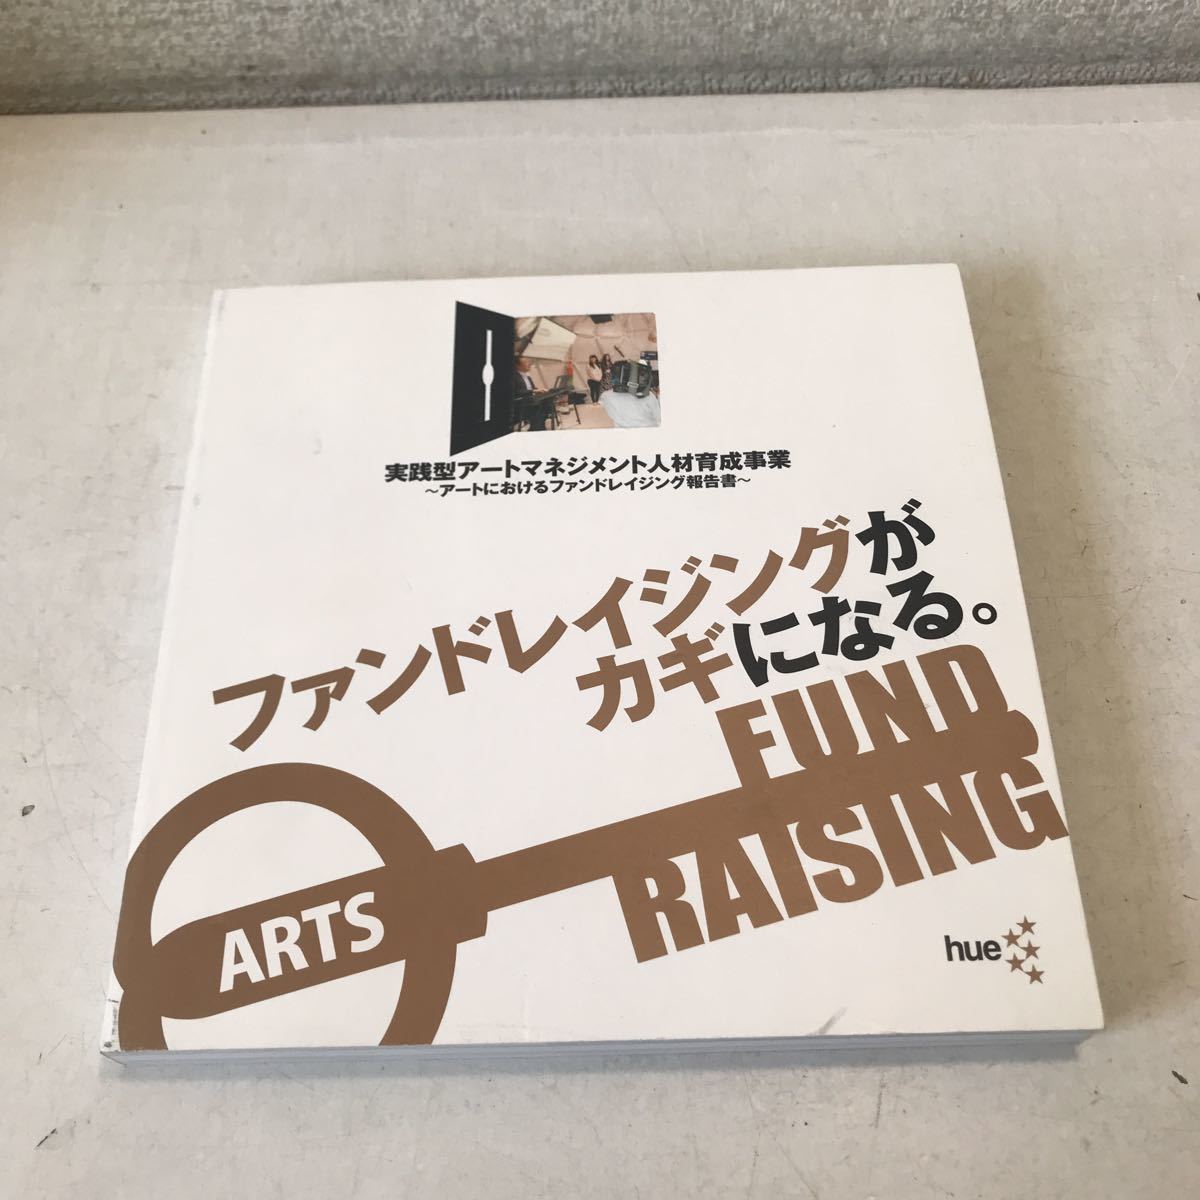 実践型アートマネジメント人材育成事業
~アートにおけるファンドレイジング報告書~
ファンドレイジングが
カギになる。
FUND
RAISING
ARTS
hue